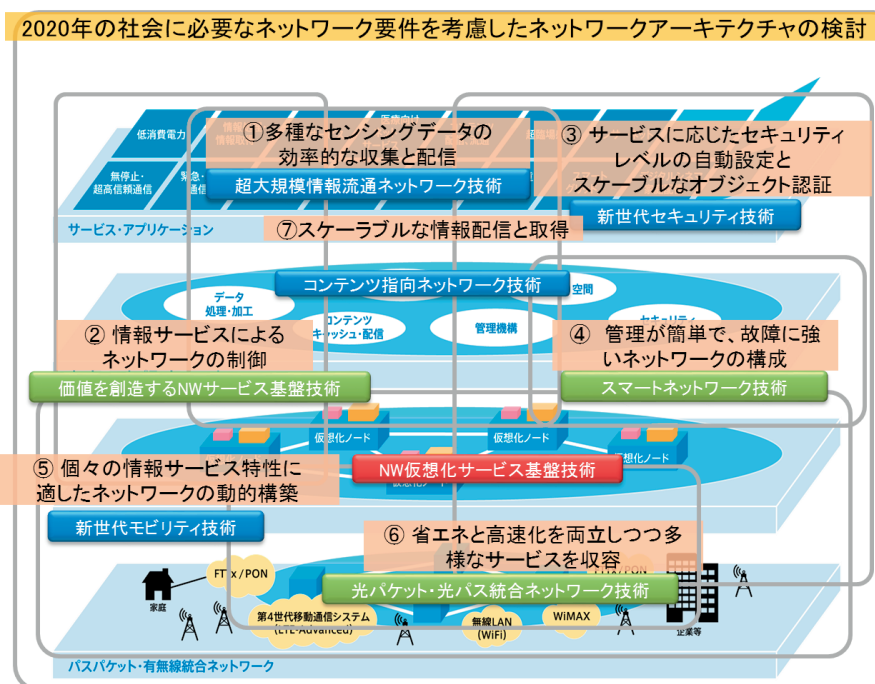 2020年の社会に必要なネットワーク要件を考慮したネットワークアーキテクチャの検討
低消費電力
①多種なセンシングデータの
効率的な収集と配信
超大規模情報流通ネットワーク技術
③ サービスに応じたセキュリティ
レベルの自動設定と
スケーブルなオブジェクト認証
新世代セキュリティ技術
無停止・
超高信頼通信
サービス・アプリケーション
⑦スケーラブルな情報配信と取得
コンテンツ指向ネットワーク技術
空間
データ
処理・加工
コンテンツ
キャッシュ・配信
管理機構
② 情報サービスによる
ネットワークの制御
価値を創造するNWサービス基盤技術
④ 管理が簡単で、故障に強
いネットワークの構成
スマートネットワーク技術
仮想化ノード
仮想化ノード
仮想化ノード
NW仮想化サービス基盤技術
⑤ 個々の情報サービス特性に
適したネットワークの動的構築
新世代モビリティ技術
⑥ 省エネと高速化を両立しつつ多
様なサービスを収容
光パケット・光パス統合ネットワーク技術
家庭
第4世代移動通信システム
(LTE-Advanced)
無線LAN
(WiFi)
WiMAX
企業等
パスパケット・有無線統合ネットワーク